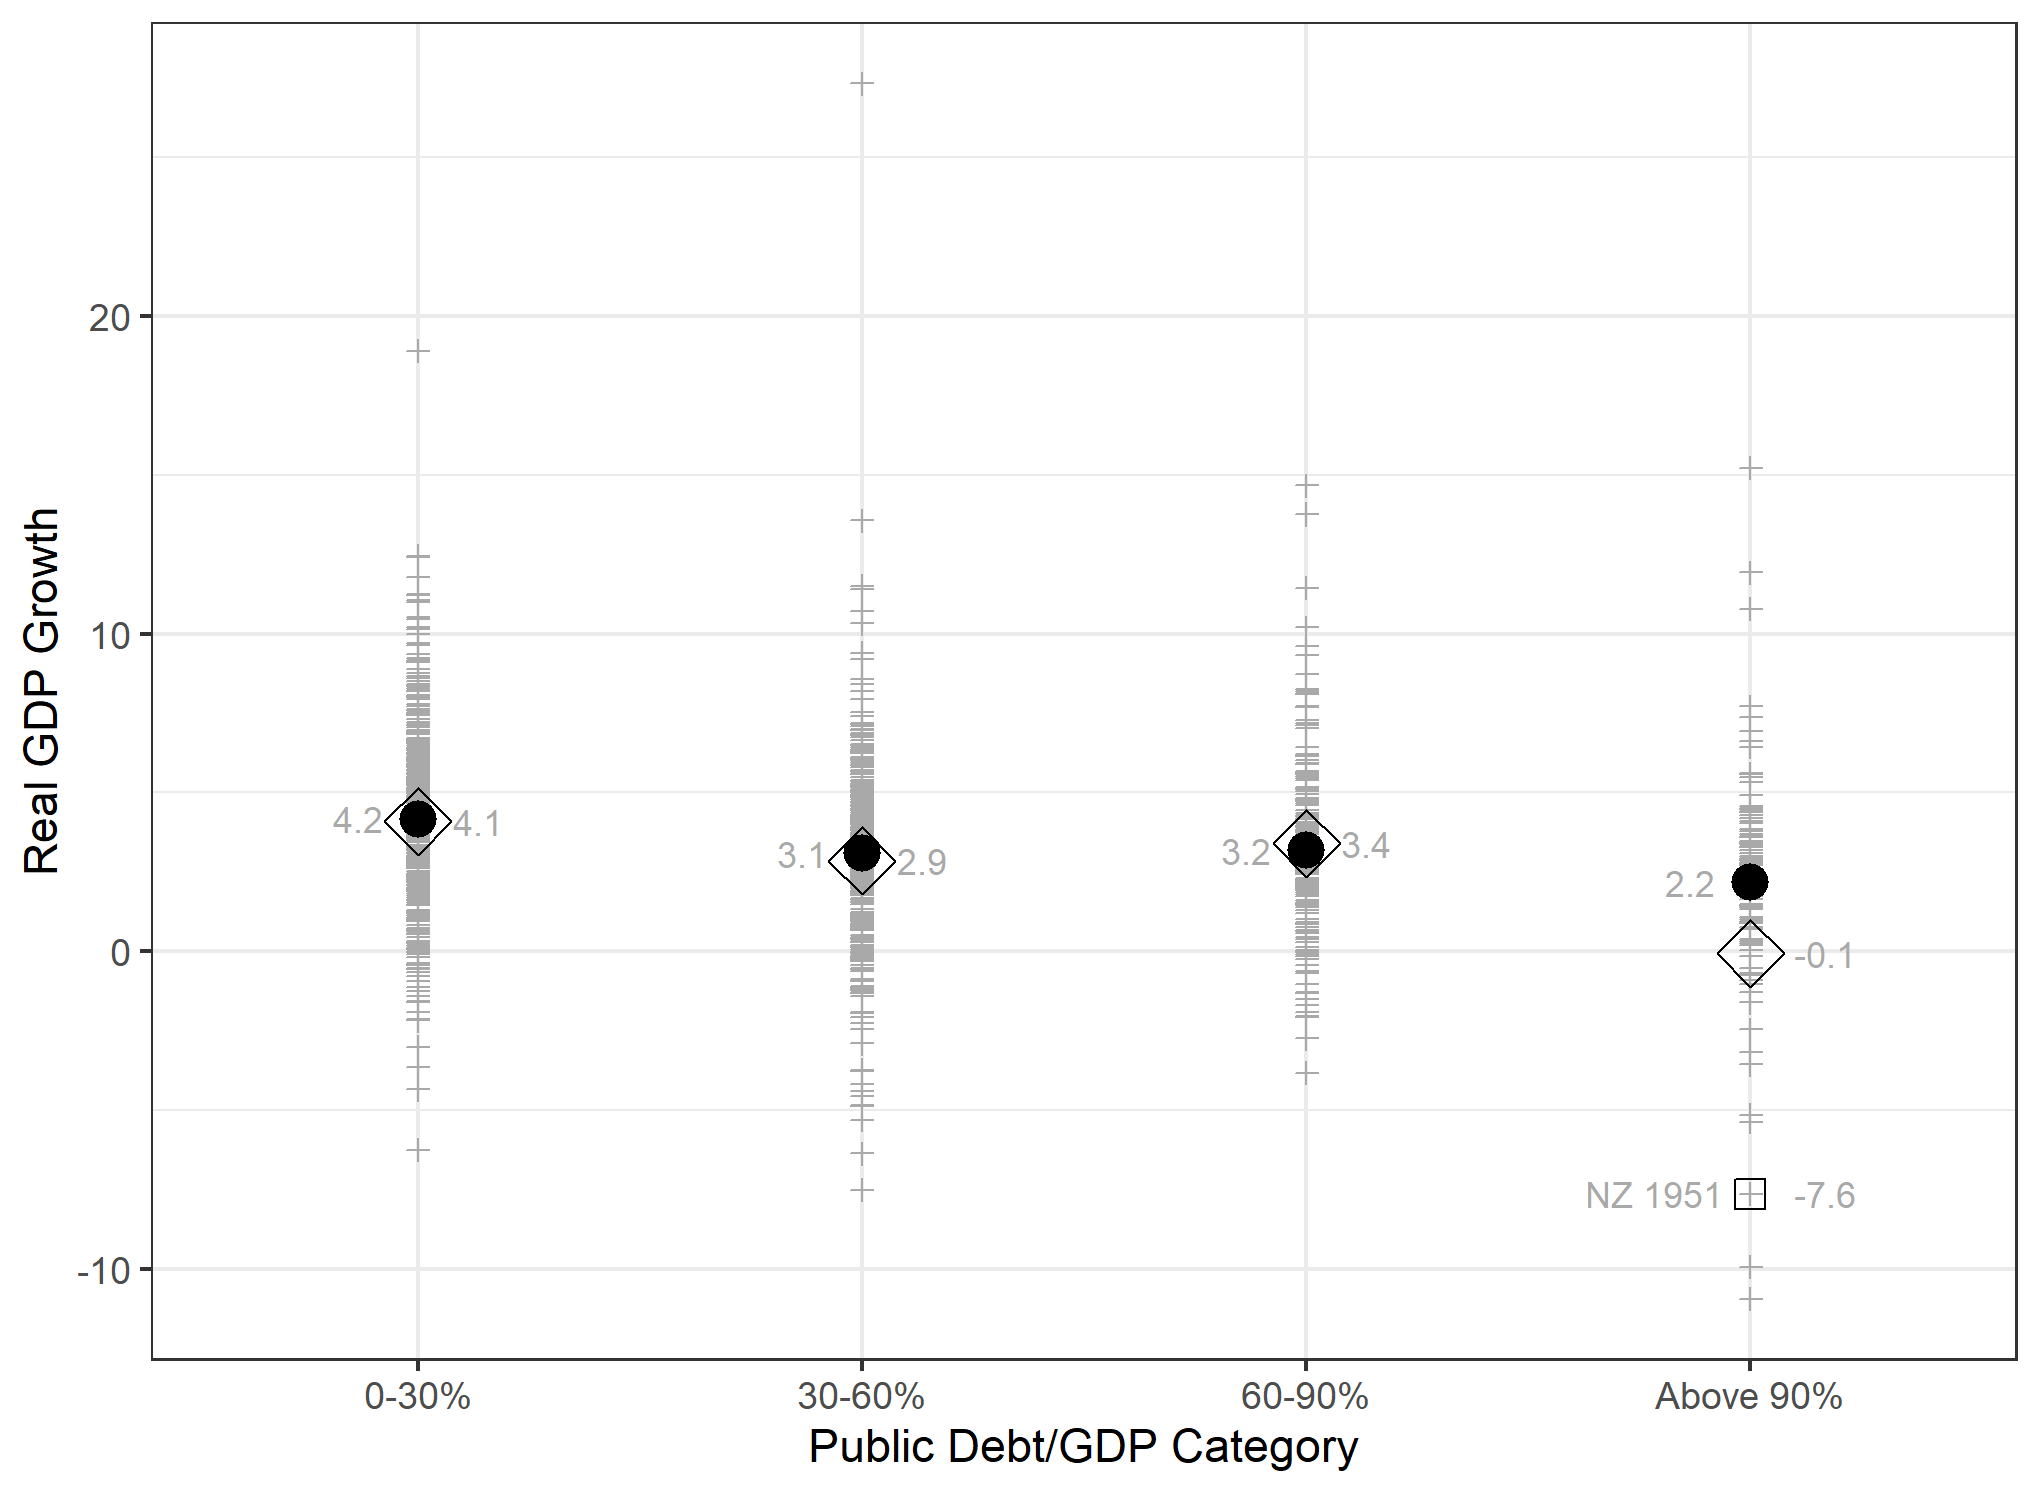 Real GDP Growth
20
10
0
-10
4.2 4.1
3.1 2.9
3.2 3.4
2.2
-0.1
NZ 1951 -7.6
0-30% 30-60% 60-90% Above 90%
Public Debt/GDP Category